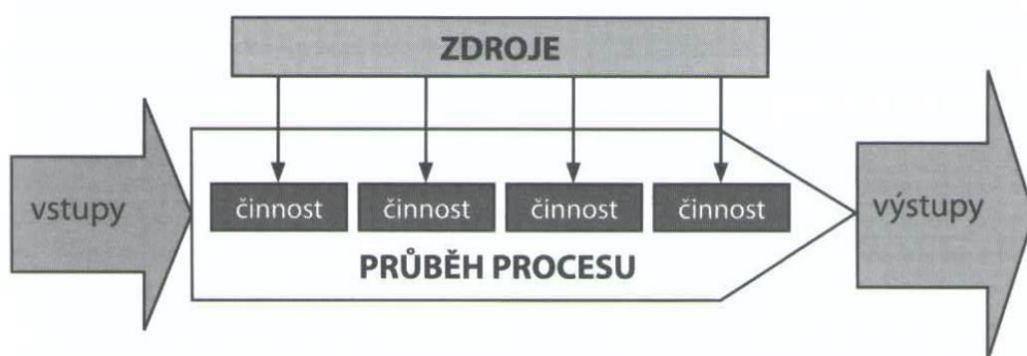 ZDROJE
vstupy
činnost
činnost
činnost
činnost
PRŮBĚH PROCESU
výstupy